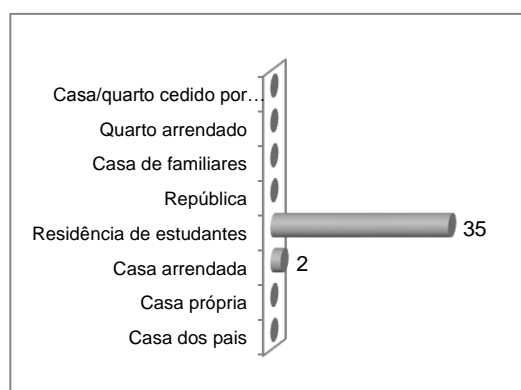 Casa/quarto cedido por…
Quarto arrendado
Casa de familiares
República
Residência de estudantes
35
Casa arrendada
2
Casa própria
Casa dos pais